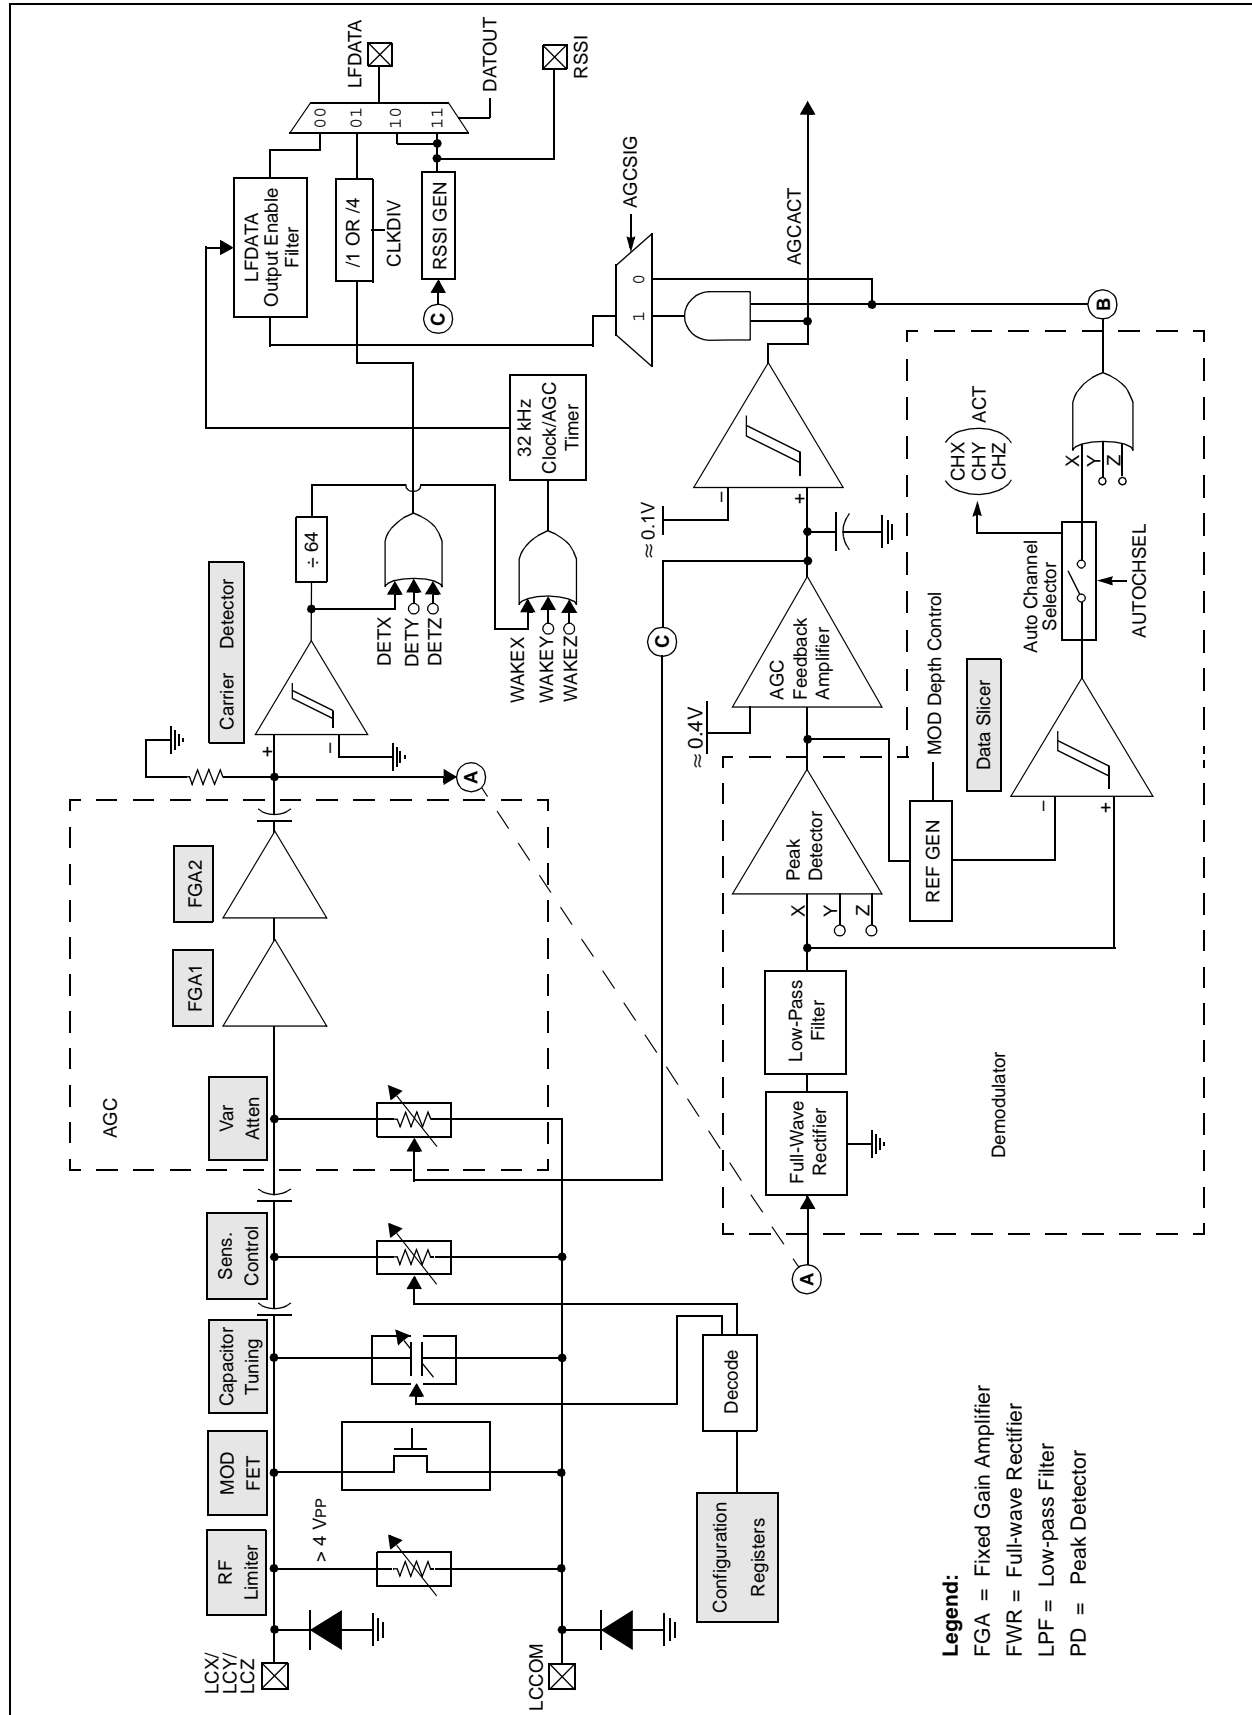 LCX/
LCY/
LCZ
LCCOM
RF
Limiter
> 4 VPP
MOD
FET
Capacitor
Tuning
Sens.
Control
Var
Atten
AGC
FGA1
FGA2
+
–
A
Carrier Detector
÷ 64
DETX
DETY
DETZ
WAKEX
WAKEY
WAKEZ
32 kHz
Clock/AGC
Timer
LFDATA
Output Enable
Filter
/1 OR /4
CLKDIV
RSSI GEN
C
00
01
10
11
LFDATA
DATOUT
RSSI
Configuration
Registers
Decode
A
Full-Wave
Rectifier
Low-Pass
Filter
X
Y
Z
Peak
Detector
≈ 0.4V
AGC
Feedback
Amplifier
C
≈ 0.1V
–
+
1
0
AGCSIG
AGCACT
Demodulator
REF GEN
MOD Depth Control
Data Slicer
–
+
Auto Channel
Selector
AUTOCHSEL
CHX
CHY
CHZ
ACT
X
Y
Z
B
Legend:
FGA = Fixed Gain Amplifier
FWR = Full-wave Rectifier
LPF = Low-pass Filter
PD = Peak Detector